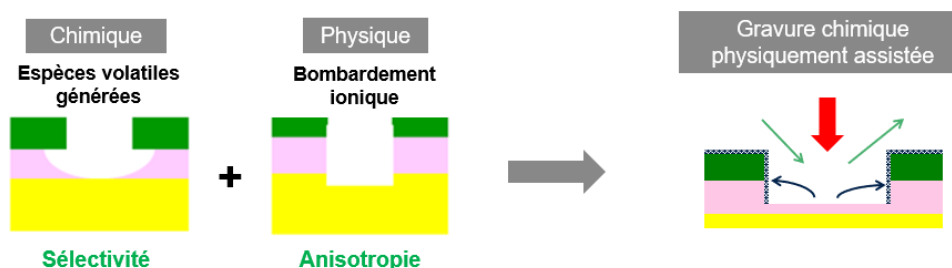 Chimique
Espèces volatiles
générées
Sélectivité
+
Physique
Bombardement
ionique
Anisotropie
Gravure chimique
physiquement assistée